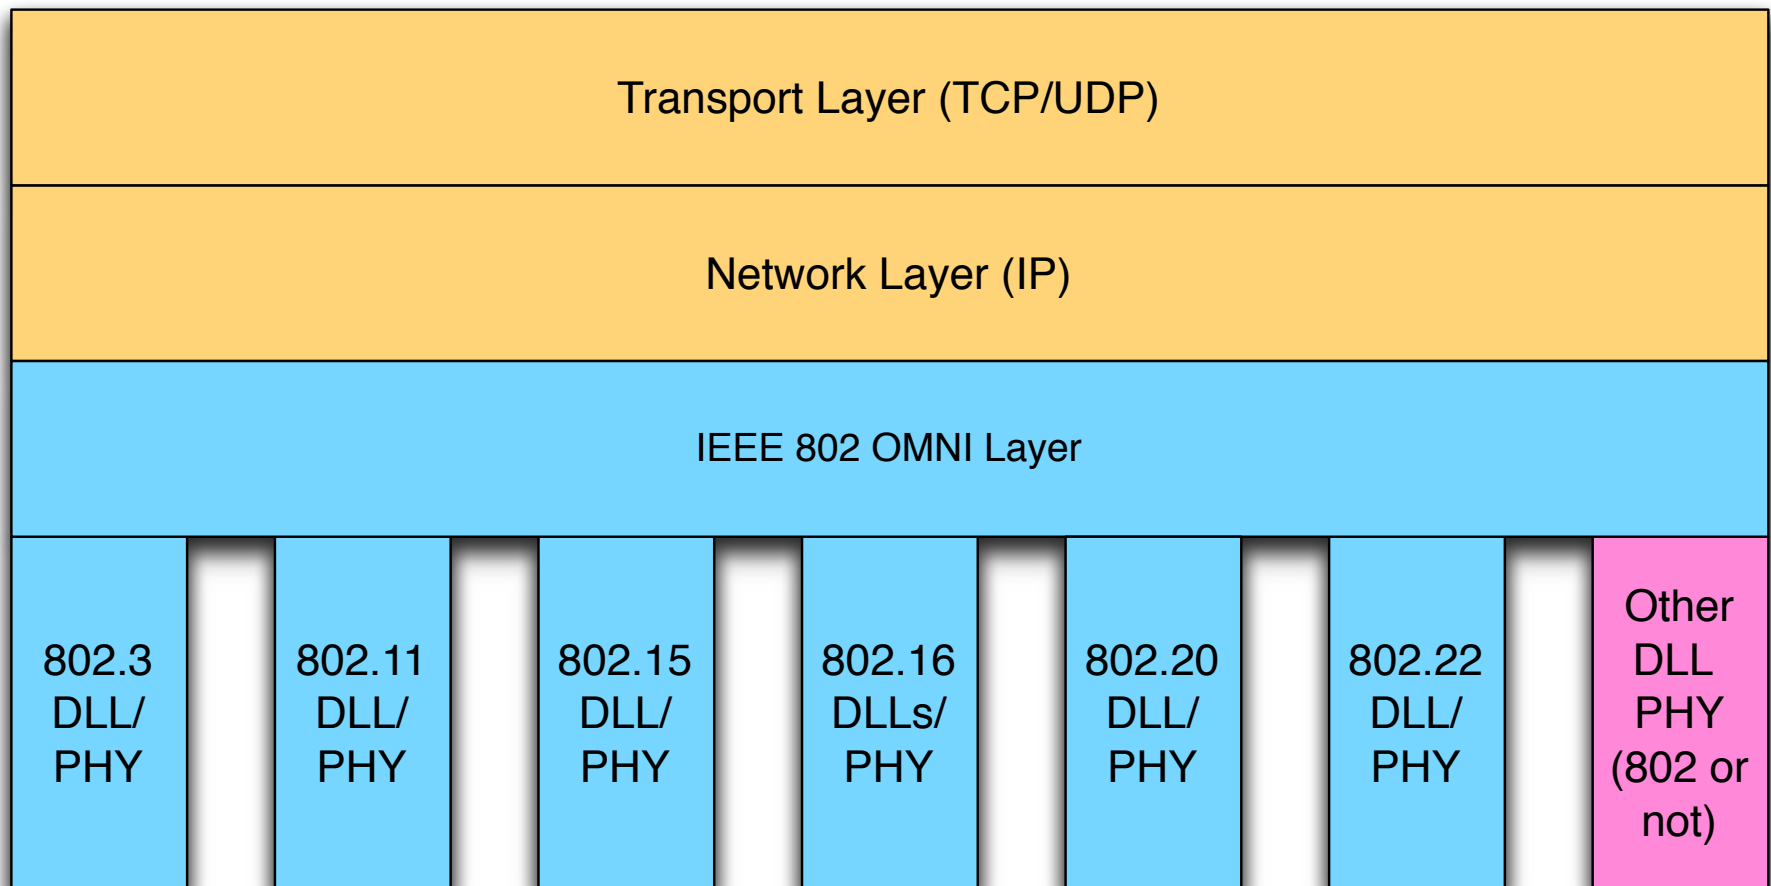 Transport Layer (TCP/UDP)
Network Layer (IP)
IEEE 802 OMNI Layer
802.3
DLL/
PHY
802.11
DLL/
PHY
802.15
DLL/
PHY
802.16
DLLs/
PHY
802.20
DLL/
PHY
802.22
DLL/
PHY
Other
DLL
PHY
(802 or
not)